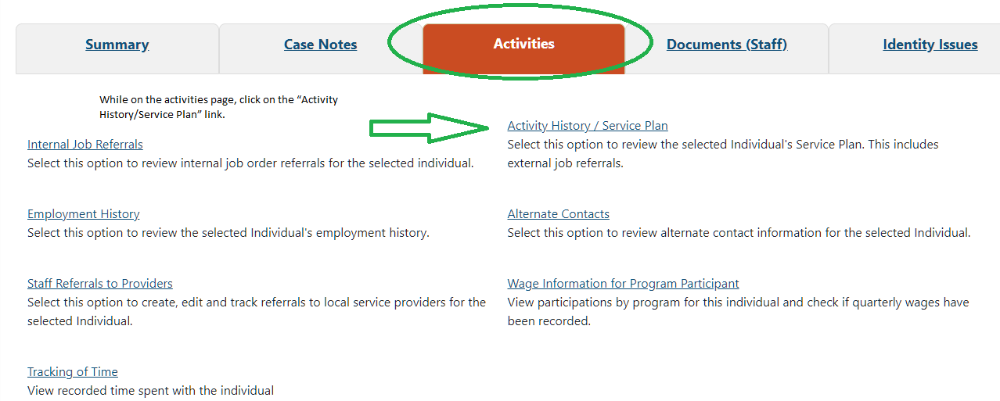 Summary
Case Notes
Activities
Documents (Staff)
Identity Issues
While on the activities page, click on the “Activity
History/Service Plan” link.
Activity History / Service Plan
Select this option to review the selected Individual's Service Plan. This includes
external job referrals.
Internal Job Referrals
Select this option to review internal job order referrals for the selected individual.
Employment History
Select this option to review the selected Individual's employment history.
Alternate Contacts
Select this option to review alternate contact information for the selected Individual.
Staff Referrals to Providers
Select this option to create, edit and track referrals to local service providers for the
selected Individual.
Wage Information for Program Participant
View participations by program for this individual and check if quarterly wages have
been recorded.
Tracking of Time
View recorded time spent with the individual